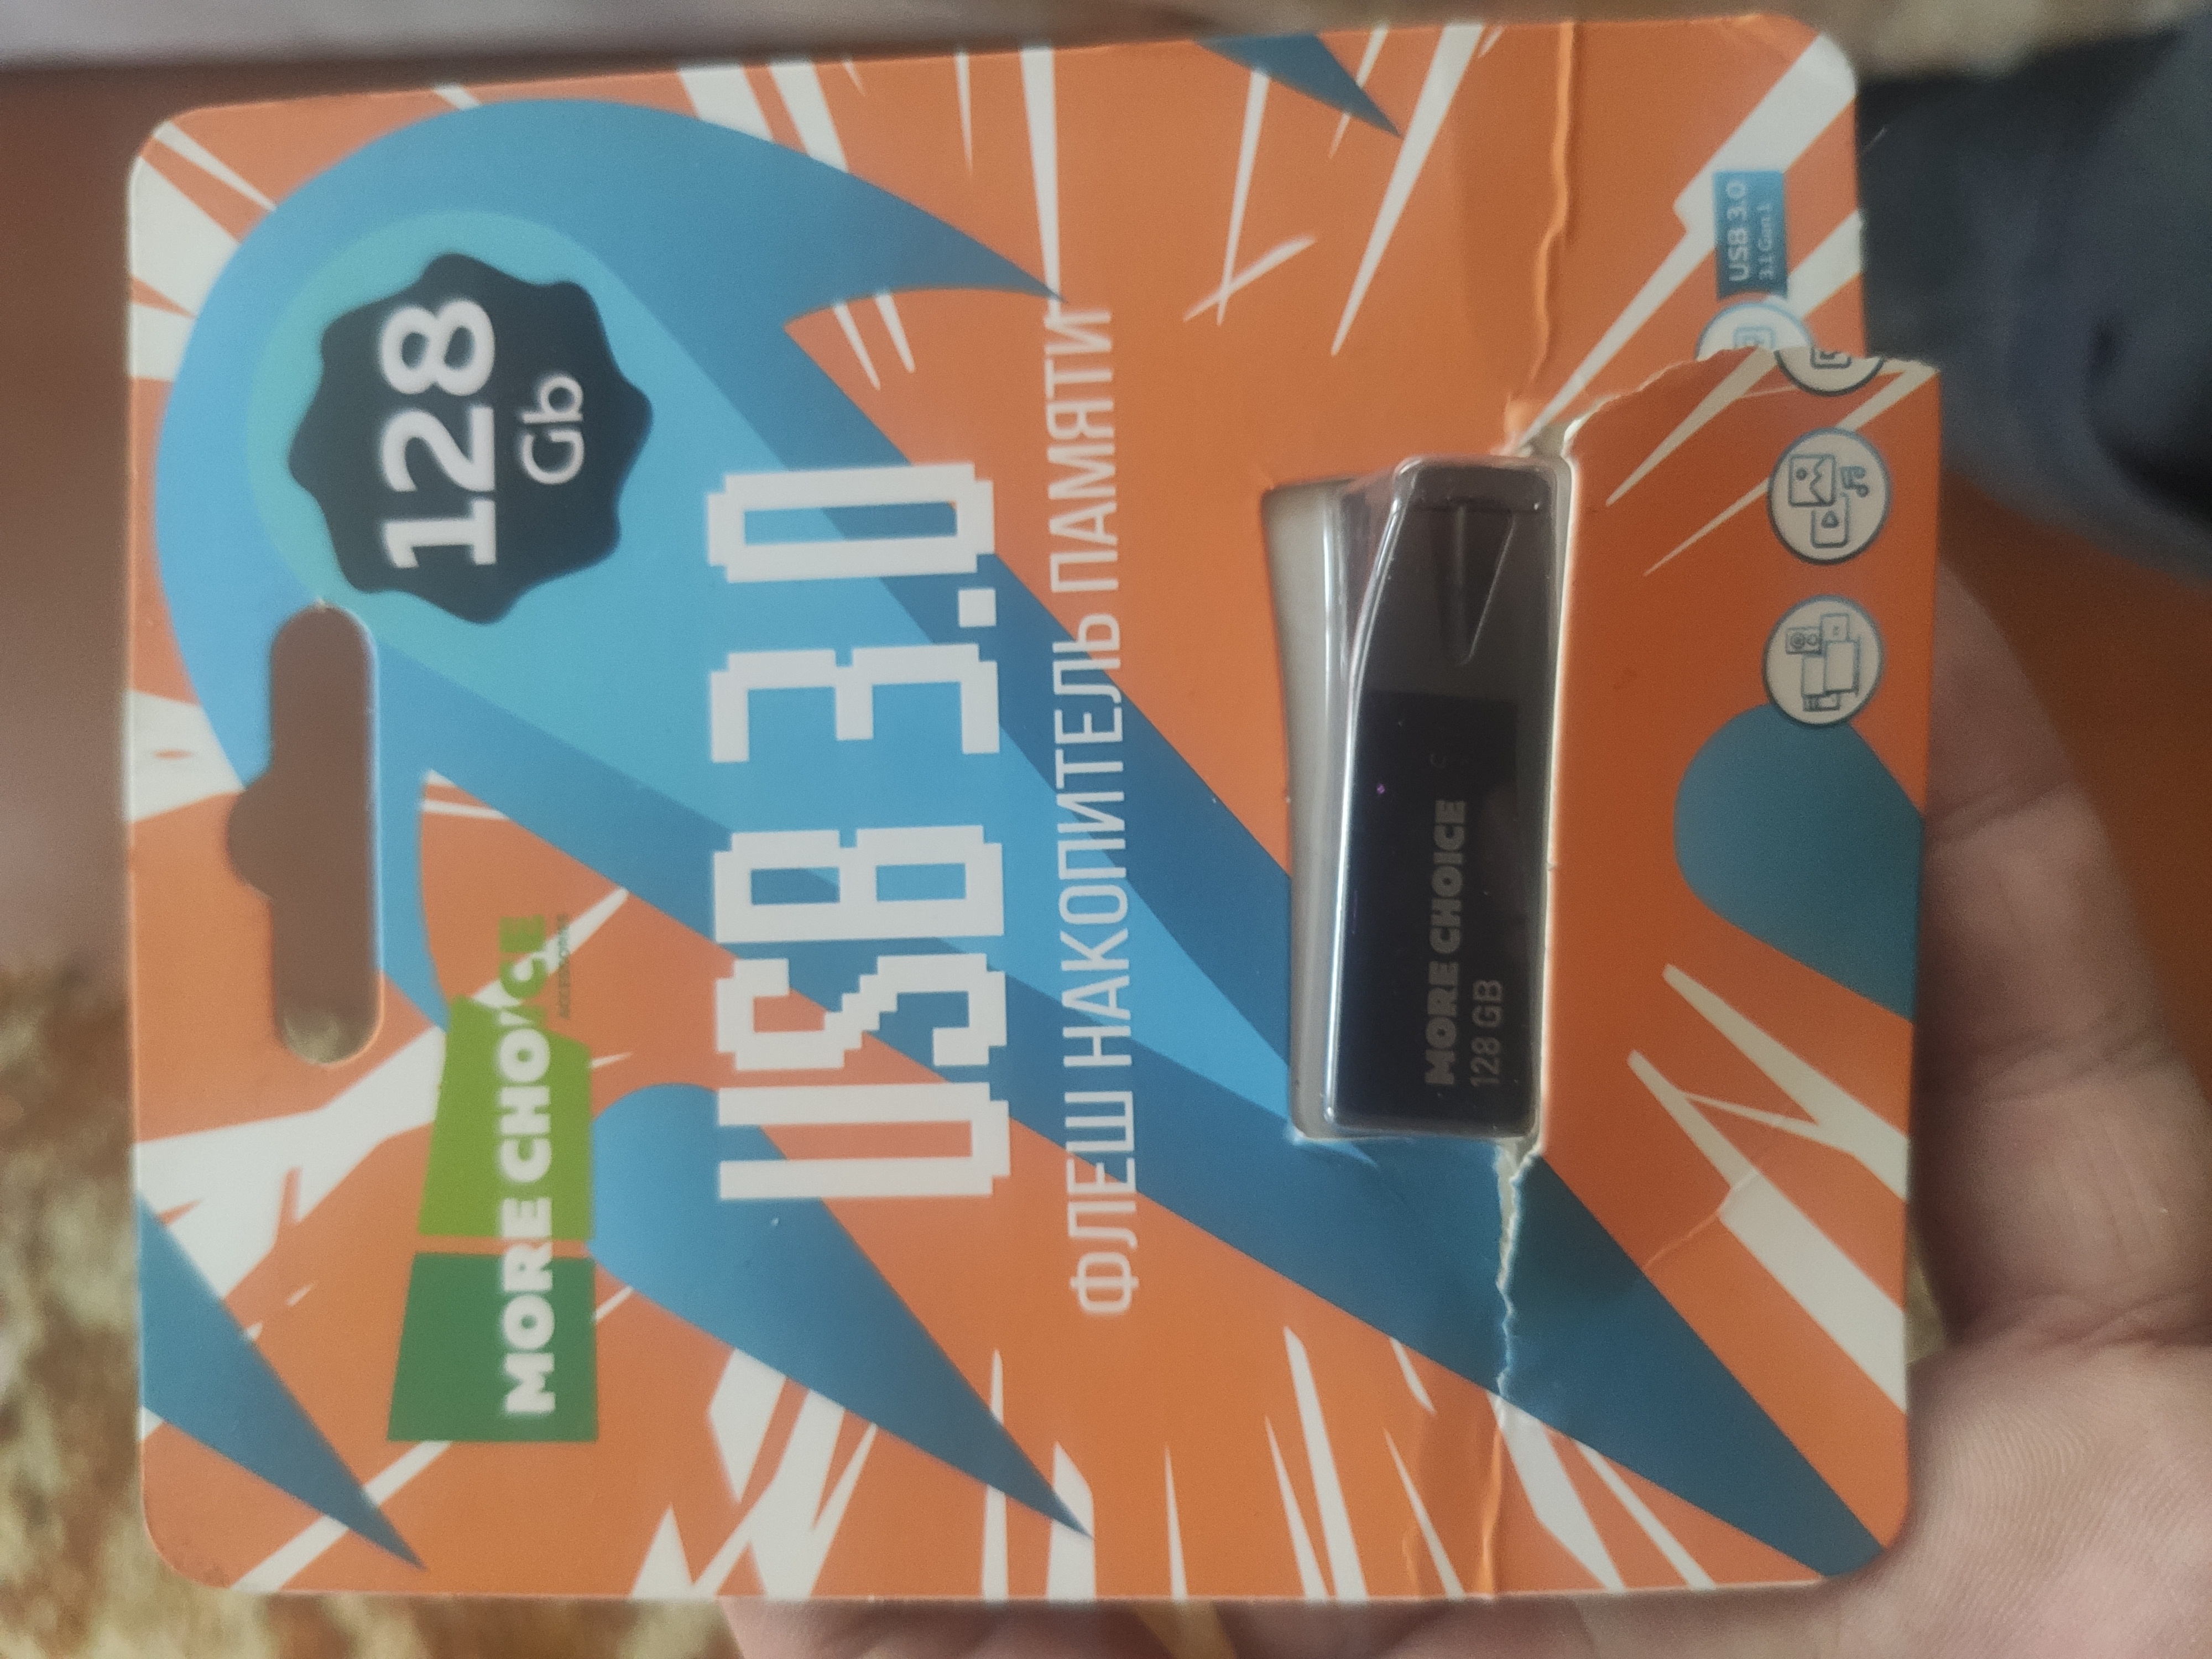 128
Gb
MORE CHOICE
ACCESSORIES
USB 3.0
ФЛЕШ НАКОПИТЕЛЬ ПАМЯТИ
MORE CHOICE
128 GB
USB 3.0
3.1 Gen.1